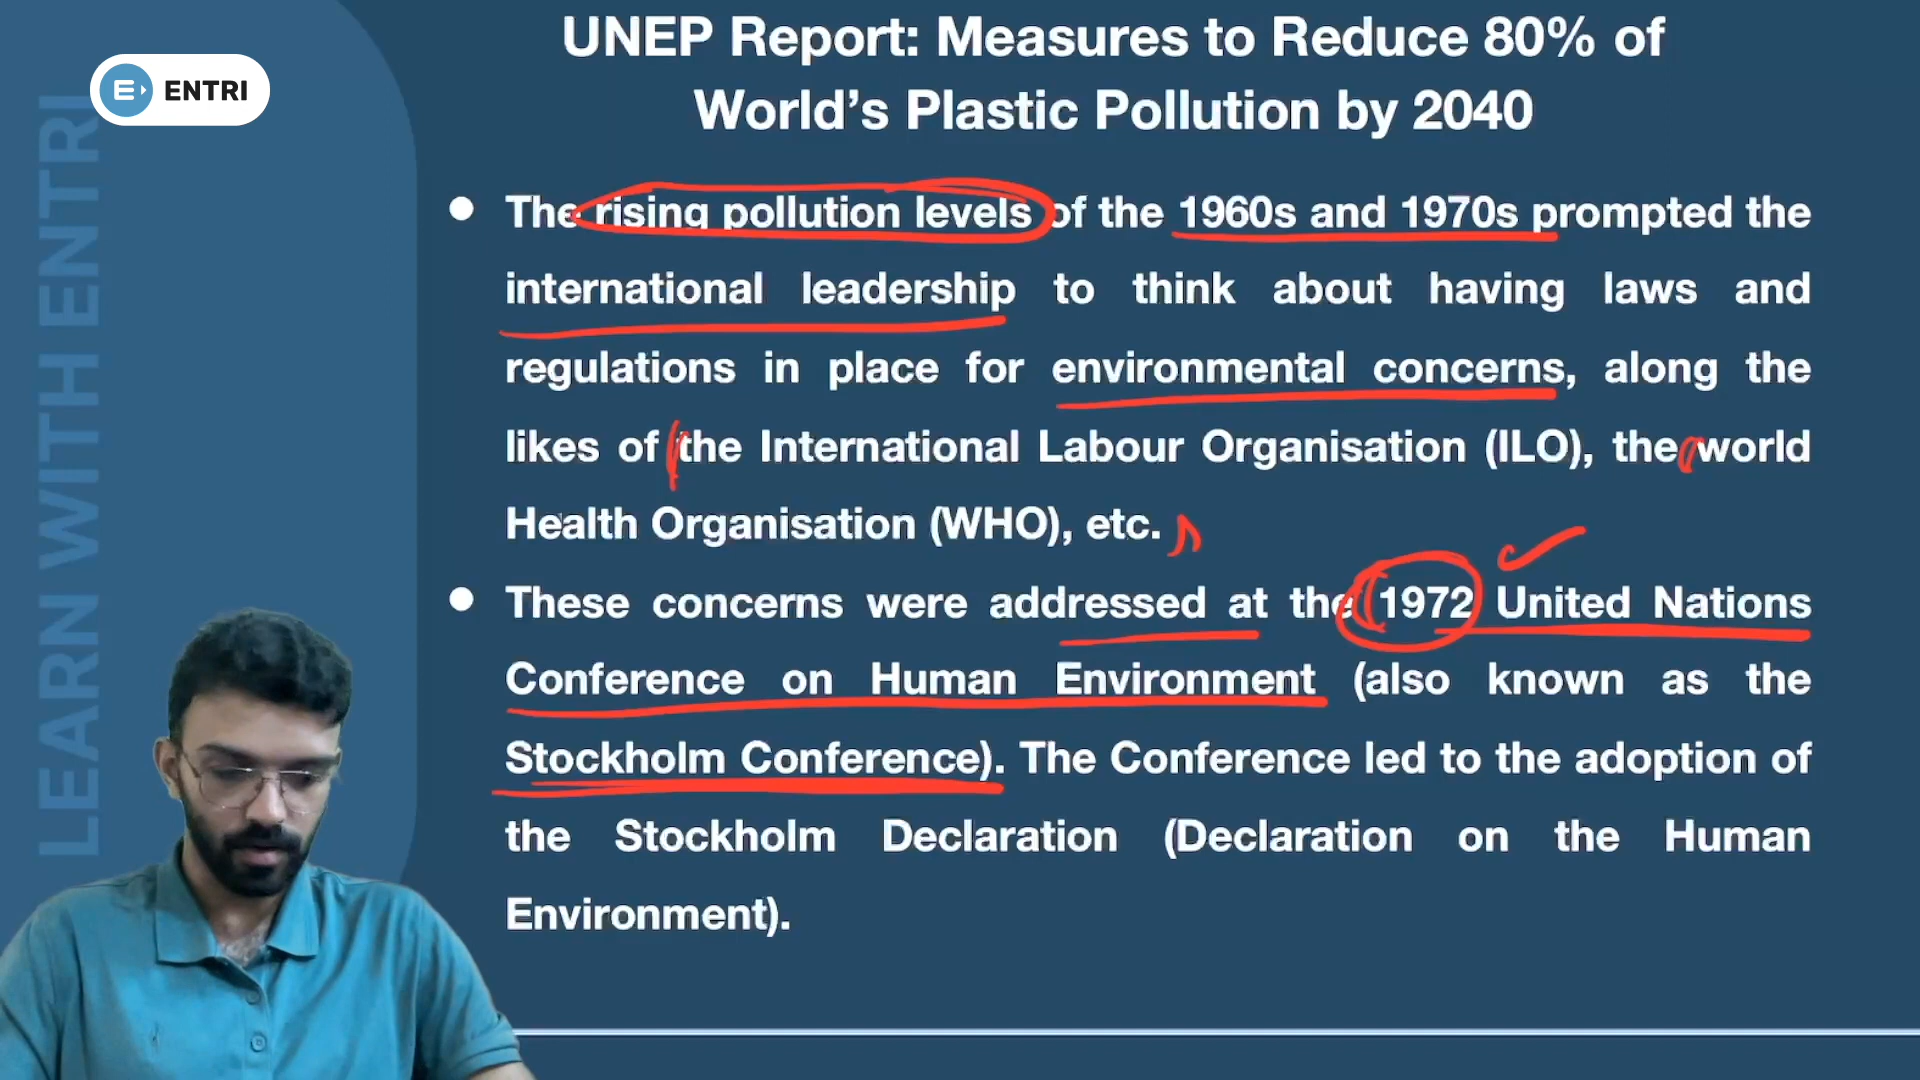 UNEP Report: Measures to Reduce 80% of
World's Plastic Pollution by 2040
ENTRI
LEARN WITH ENTRI
• The rising pollution levels of the 1960s and 1970s prompted the
international leadership to think about having laws and
regulations in place for environmental concerns, along the
likes of the International Labour Organisation (ILO), the world
Health Organisation (WHO), etc.
• These concerns were addressed at the 1972 United Nations
Conference on Human Environment (also known as the
Stockholm Conference). The Conference led to the adoption of
the Stockholm Declaration (Declaration on the Human
Environment).